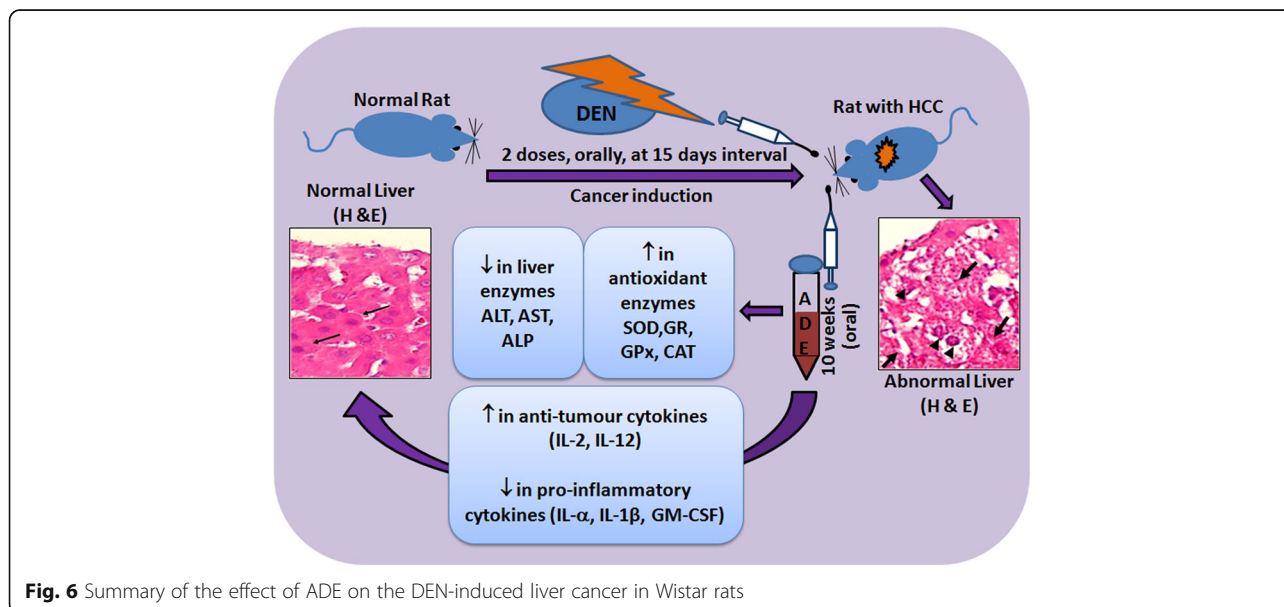 Normal Rat
DEN
Rat with HCC
2 doses, orally, at 15 days interval
Cancer induction
Normal Liver
(H &E)
↓ in liver
enzymes
ALT, AST,
ALP
↑ in
antioxidant
enzymes
SOD,GR,
GPx, CAT
A
D
E
10 weeks
(oral)
Abnormal Liver
(H & E)
↑ in anti-tumour cytokines
(IL-2, IL-12)
↓ in pro-inflammatory
cytokines (IL-α, IL-1β, GM-CSF)
Fig. 6 Summary of the effect of ADE on the DEN-induced liver cancer in Wistar rats